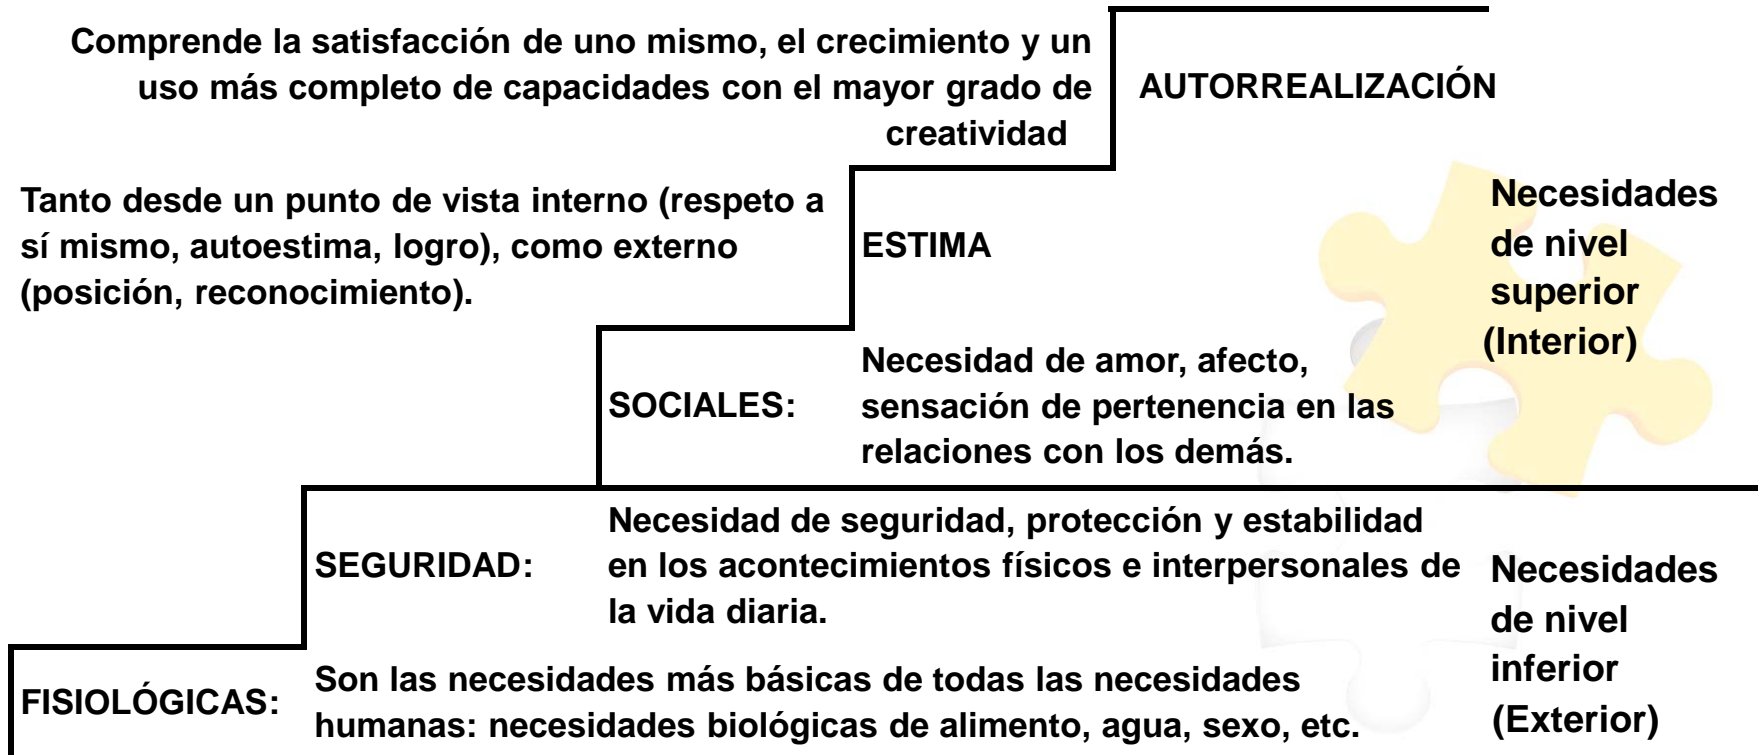 Comprende la satisfacción de uno mismo, el crecimiento y un
uso más completo de capacidades con el mayor grado de
creatividad
AUTORREALIZACIÓN
Tanto desde un punto de vista interno (respeto a
sí mismo, autoestima, logro), como externo
(posición, reconocimiento).
ESTIMA
Necesidades
de nivel
superior
(Interior)
SOCIALES:
Necesidad de amor, afecto,
sensación de pertenencia en las
relaciones con los demás.
SEGURIDAD:
Necesidad de seguridad, protección y estabilidad
en los acontecimientos físicos e interpersonales de
la vida diaria.
Necesidades
de nivel
inferior
(Exterior)
FISIOLÓGICAS:
Son las necesidades más básicas de todas las necesidades
humanas: necesidades biológicas de alimento, agua, sexo, etc.